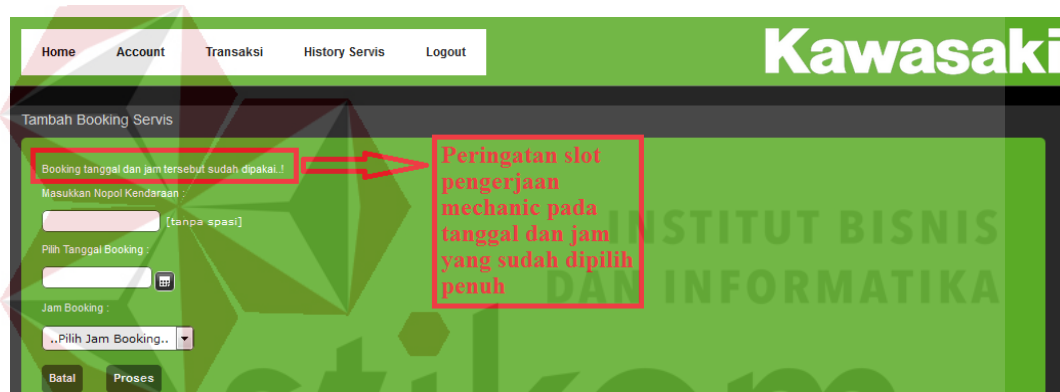 Home Account Transaksi History Servis Logout
Kawasaki
Tambah Booking Servis
Booking tanggal dan jam tersebut sudah dipakai..!
Masukkan Nopol Kendaraan :
[tanpa spasi]
Pilih Tanggal Booking :
Jam Booking :
..Pilih Jam Booking..
Batal Proses
Peringatan slot
pengerjaan
mechanic pada
tanggal dan jam
yang sudah dipilih
penuh
INSTITUT BISNIS
DAN INFORMATIKA
stikom